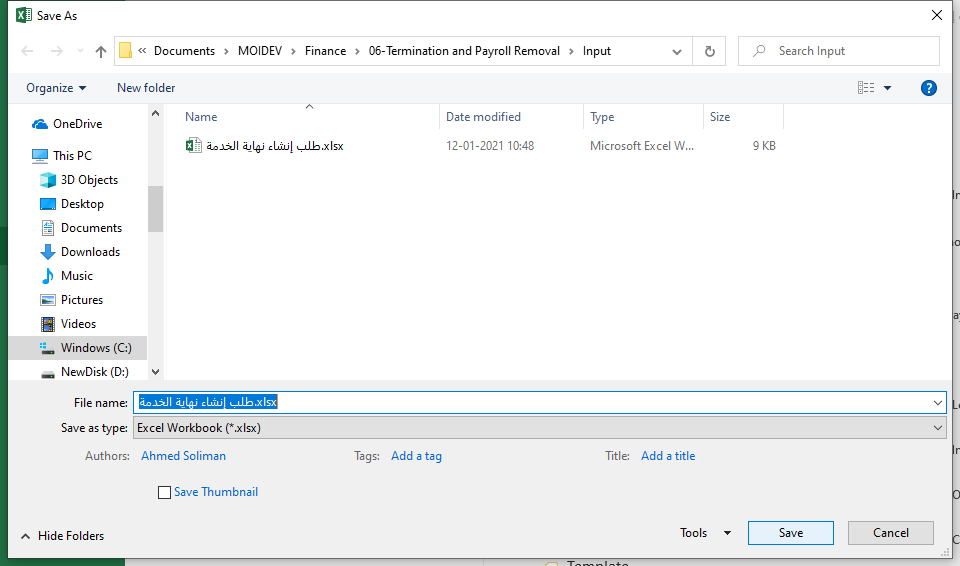 Save As
« Documents > MOIDEV > Finance > 06-Termination and Payroll Removal > Input
Search Input
Organize
New folder
Name
Date modified
Type
Size
طلب إنشاء نهاية الخدمة.xlsx
12-01-2021 10:48
Microsoft Excel W...
9 KB
OneDrive
This PC
3D Objects
Desktop
Documents
Downloads
Music
Pictures
Videos
Windows (C:)
NewDisk (D:)
File name: طلب إنشاء نهاية الخدمة.xlsx
Save as type: Excel Workbook (*.xlsx)
Authors: Ahmed Soliman
Tags: Add a tag
Title: Add a title
Save Thumbnail
Hide Folders
Tools
Save
Cancel
Template